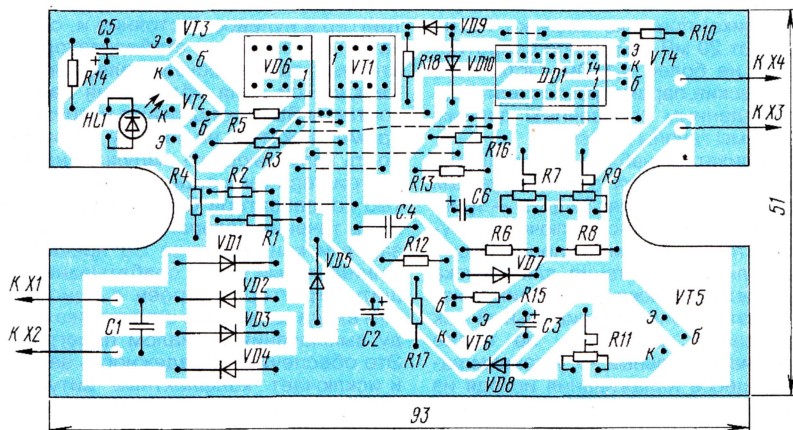 C5
VT3
VD9
R10
э
б
к
+
R14
VD6
1
1
VT1
R18
VD10
DD1
14
1
э
к
б
VT4
К X4
HL1
VT2
к
б
э
R5
R3
R16
К X3
R4
R2
R1
R13
+
C6
R7
R9
C4
R12
R6
R8
51
VD1
VD5
VD7
К X1
VD2
+
C2
б
R15
VT5
C1
VD3
э
+
C3
э
б
К X2
R17
к
VT6
R11
к
VD4
VD8
93